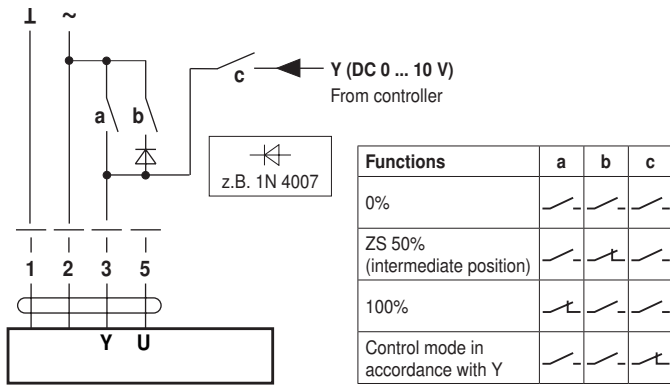 ⊥ ~
a b c
Y (DC 0 ... 10 V)
From controller
z.B. 1N 4007
1 2 3 5
Y U
Functions a b c
0%
ZS 50%
(intermediate position)
100%
Control mode in
accordance with Y